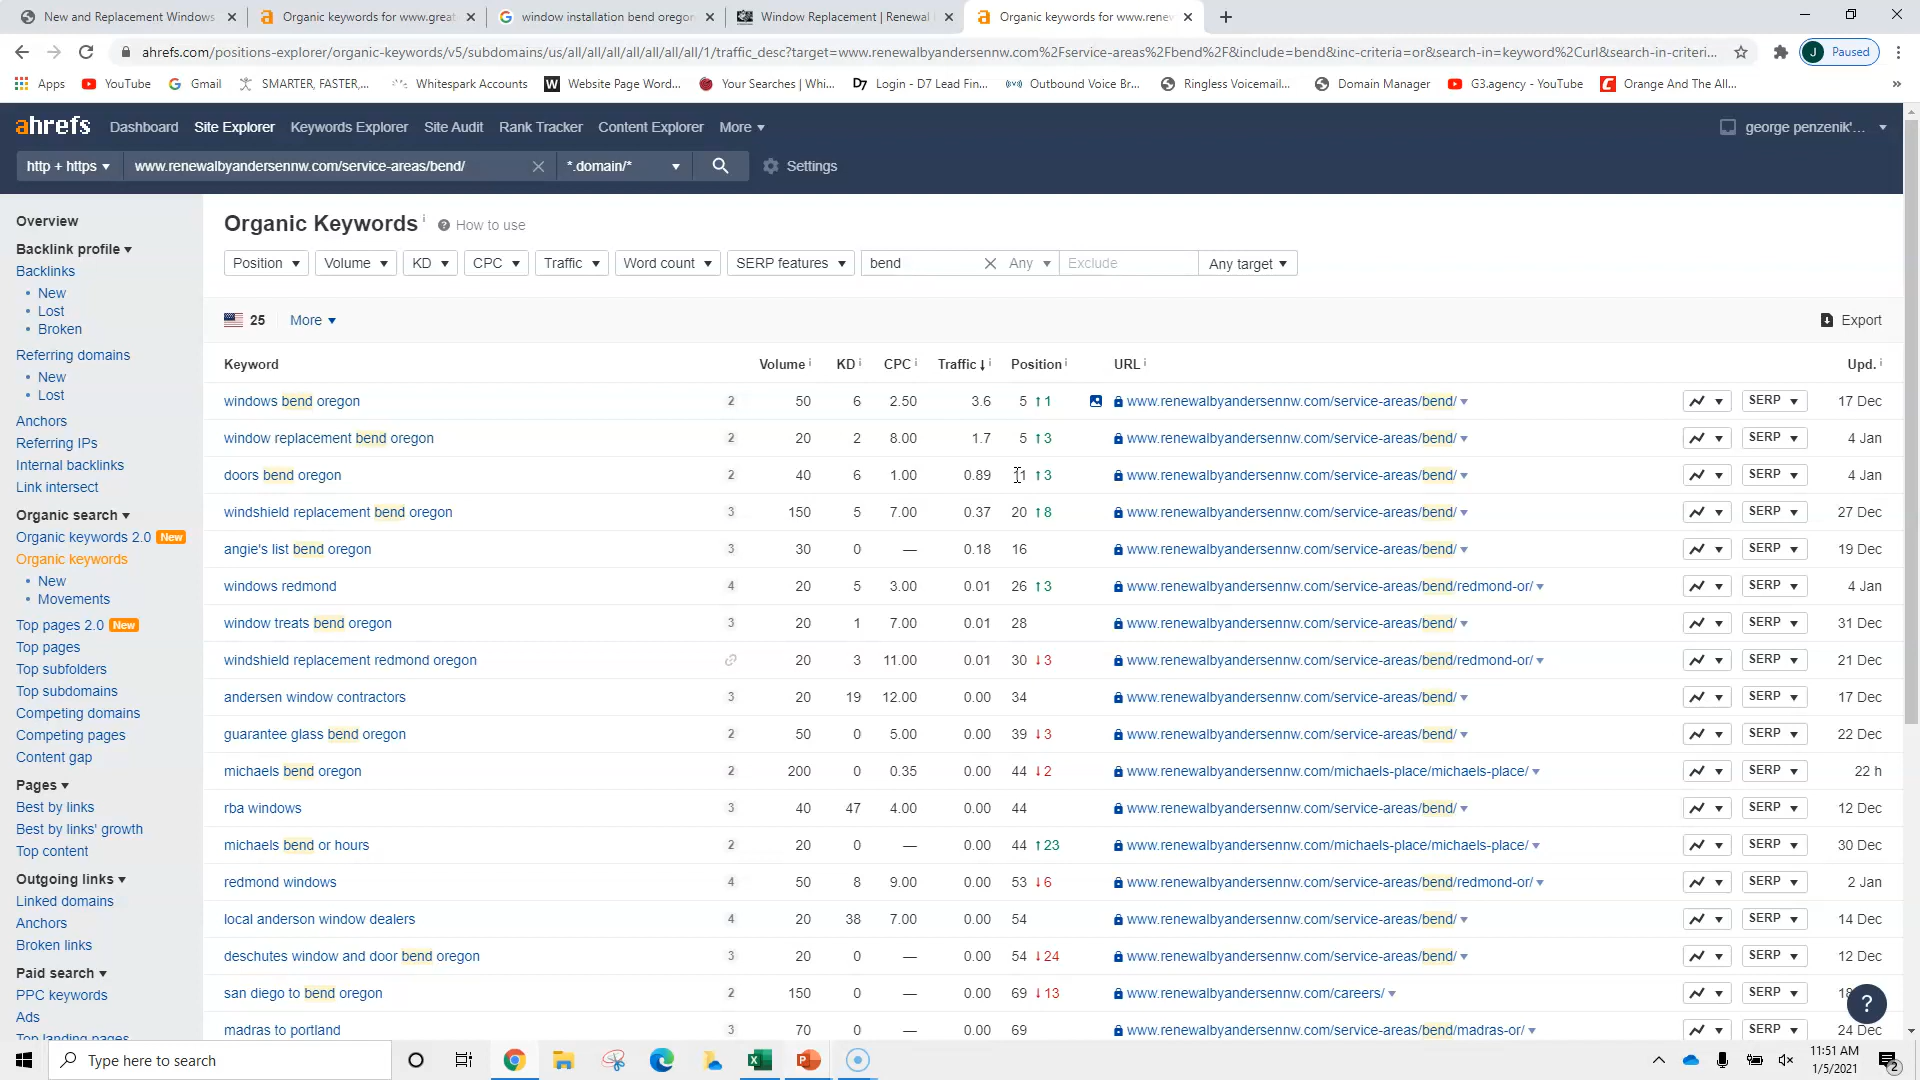 New and Replacement Windows
Organic keywords for www.great
window installation bend oregon
Window Replacement | Renewal
Organic keywords for www.renew
ahrefs.com/positions-explorer/organic-keywords/v5/subdomains/us/all/all/all/all/all/all/all/1/traffic_desc?target=www.renewalbyandersennw.com%2Fservice-areas%2Fbend%2F&include=bend&inc-criteria=or&search-in=keyword%2Curl&search-in-criteri...
J Paused
Apps YouTube Gmail SMARTER, FASTER,... Whitespark Accounts Website Page Word... Your Searches | Whi... Login - D7 Lead Fin... Outbound Voice Br... Ringless Voicemail... Domain Manager G3.agency - YouTube Orange And The All... »
ahrefs Dashboard Site Explorer Keywords Explorer Site Audit Rank Tracker Content Explorer More george penzenik'...
http + https www.renewalbyandersennw.com/service-areas/bend/ *.domain/* Settings
Overview
Backlink profile
Backlinks
New
Lost
Broken
Referring domains
New
Lost
Anchors
Referring IPs
Internal backlinks
Link intersect
Organic search
Organic keywords 2.0 New
Organic keywords
New
Movements
Top pages 2.0 New
Top pages
Top subfolders
Top subdomains
Competing domains
Competing pages
Content gap
Pages
Best by links
Best by links' growth
Top content
Outgoing links
Linked domains
Anchors
Broken links
Paid search
PPC keywords
Ads
Top landing pages
Organic Keywords i ? How to use
Position Volume KD CPC Traffic Word count SERP features bend Any Exclude Any target
25 More Export
Keyword Volume KD CPC Traffic Position URL Upd.
windows bend oregon 2 50 6 2.50 3.6 5 ↑1 www.renewalbyandersennw.com/service-areas/bend/ SERP 17 Dec
window replacement bend oregon 2 20 2 8.00 1.7 5 ↑3 www.renewalbyandersennw.com/service-areas/bend/ SERP 4 Jan
doors bend oregon 2 40 6 1.00 0.89 ↑3 www.renewalbyandersennw.com/service-areas/bend/ SERP 4 Jan
windshield replacement bend oregon 3 150 5 7.00 0.37 20 ↑8 www.renewalbyandersennw.com/service-areas/bend/ SERP 27 Dec
angie's list bend oregon 3 30 0 — 0.18 16 www.renewalbyandersennw.com/service-areas/bend/ SERP 19 Dec
windows redmond 4 20 5 3.00 0.01 26 ↑3 www.renewalbyandersennw.com/service-areas/bend/redmond-or/ SERP 4 Jan
window treats bend oregon 3 20 1 7.00 0.01 28 www.renewalbyandersennw.com/service-areas/bend/ SERP 31 Dec
windshield replacement redmond oregon 20 3 11.00 0.01 30 ↓3 www.renewalbyandersennw.com/service-areas/bend/redmond-or/ SERP 21 Dec
andersen window contractors 3 20 19 12.00 0.00 34 www.renewalbyandersennw.com/service-areas/bend/ SERP 17 Dec
guarantee glass bend oregon 2 50 0 5.00 0.00 39 ↓3 www.renewalbyandersennw.com/service-areas/bend/ SERP 22 Dec
michaels bend oregon 2 200 0 0.35 0.00 44 ↓2 www.renewalbyandersennw.com/michaels-place/michaels-place/ SERP 22 h
rba windows 3 40 47 4.00 0.00 44 www.renewalbyandersennw.com/service-areas/bend/ SERP 12 Dec
michaels bend or hours 2 20 0 — 0.00 44 ↑23 www.renewalbyandersennw.com/michaels-place/michaels-place/ SERP 30 Dec
redmond windows 4 50 8 9.00 0.00 53 ↓6 www.renewalbyandersennw.com/service-areas/bend/redmond-or/ SERP 2 Jan
local anderson window dealers 4 20 38 7.00 0.00 54 www.renewalbyandersennw.com/service-areas/bend/ SERP 14 Dec
deschutes window and door bend oregon 3 20 0 — 0.00 54 ↓24 www.renewalbyandersennw.com/service-areas/bend/ SERP 12 Dec
san diego to bend oregon 2 150 0 — 0.00 69 ↓13 www.renewalbyandersennw.com/careers/ SERP
madras to portland 3 70 0 — 0.00 69 www.renewalbyandersennw.com/service-areas/bend/madras-or/ SERP 24 Dec
?
Type here to search
11:51 AM
1/5/2021
2